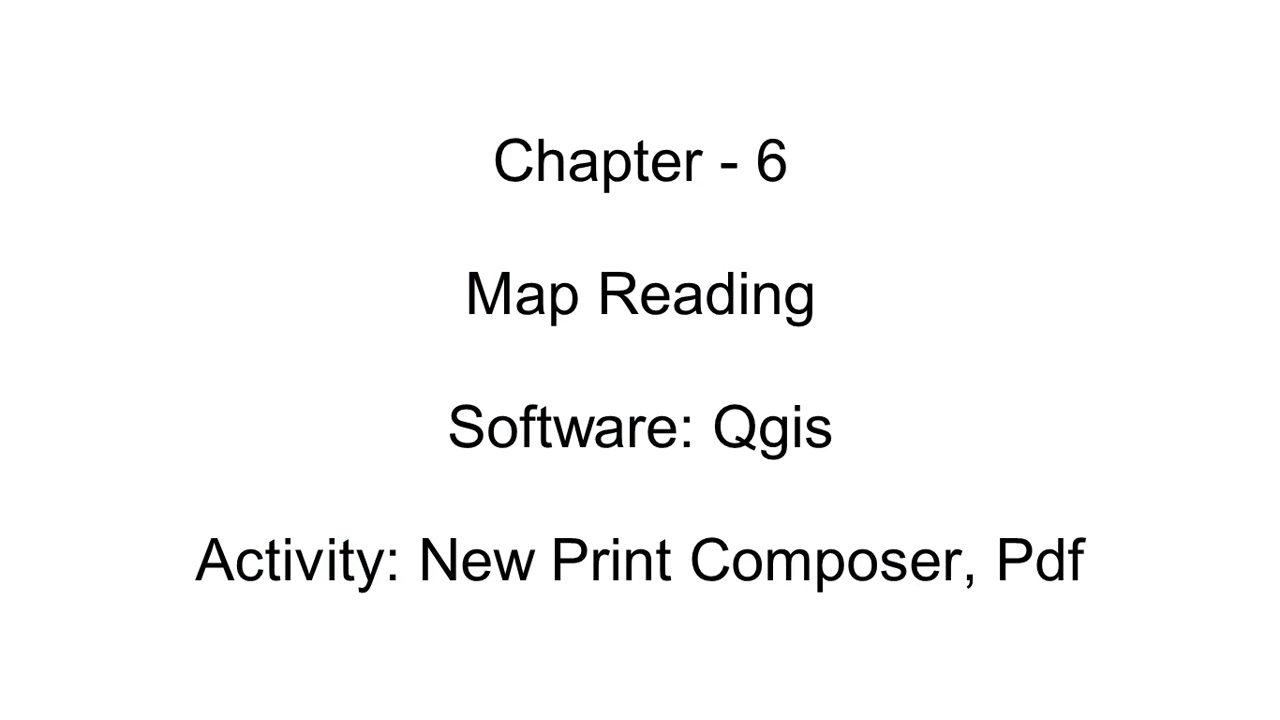 Chapter - 6
Map Reading
Software: Qgis
Activity: New Print Composer, Pdf